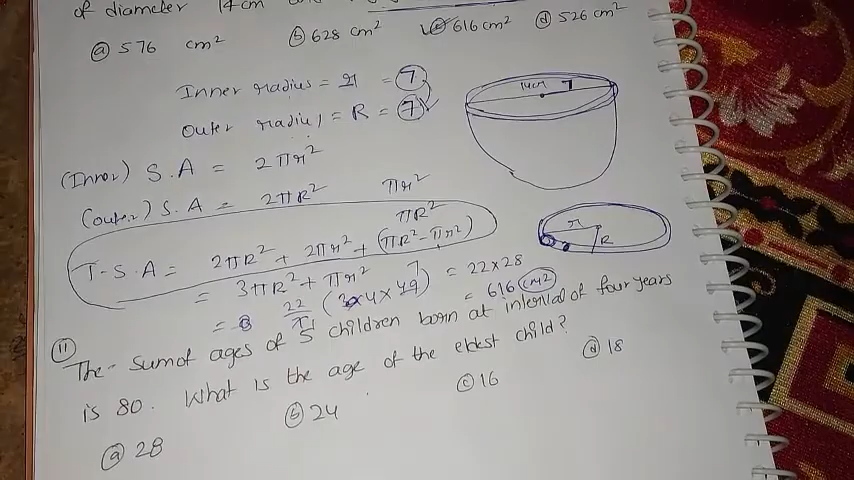 of diameter 14cm
ⓐ 576 cm² ⓑ 628 cm² ⓒ 616 cm² ⓓ 526 cm²
Inner radius = r = 7
Outer radius = R = 7
14cm 7
(Inner) S.A = 2πr²
(outer) S.A = 2πR² πr²
πR²
T.S.A = 2πR² + 2πr² + (πR² - πr²)
r R
= 3πR² + πr² = 22×28
= 22/7 (4×49) = 616 cm²
⑪ The sum of ages of 5 children born at interval of four years
is 80. What is the age of the eldest child?
ⓐ 28 ⓑ 24 ⓒ 16 ⓓ 18